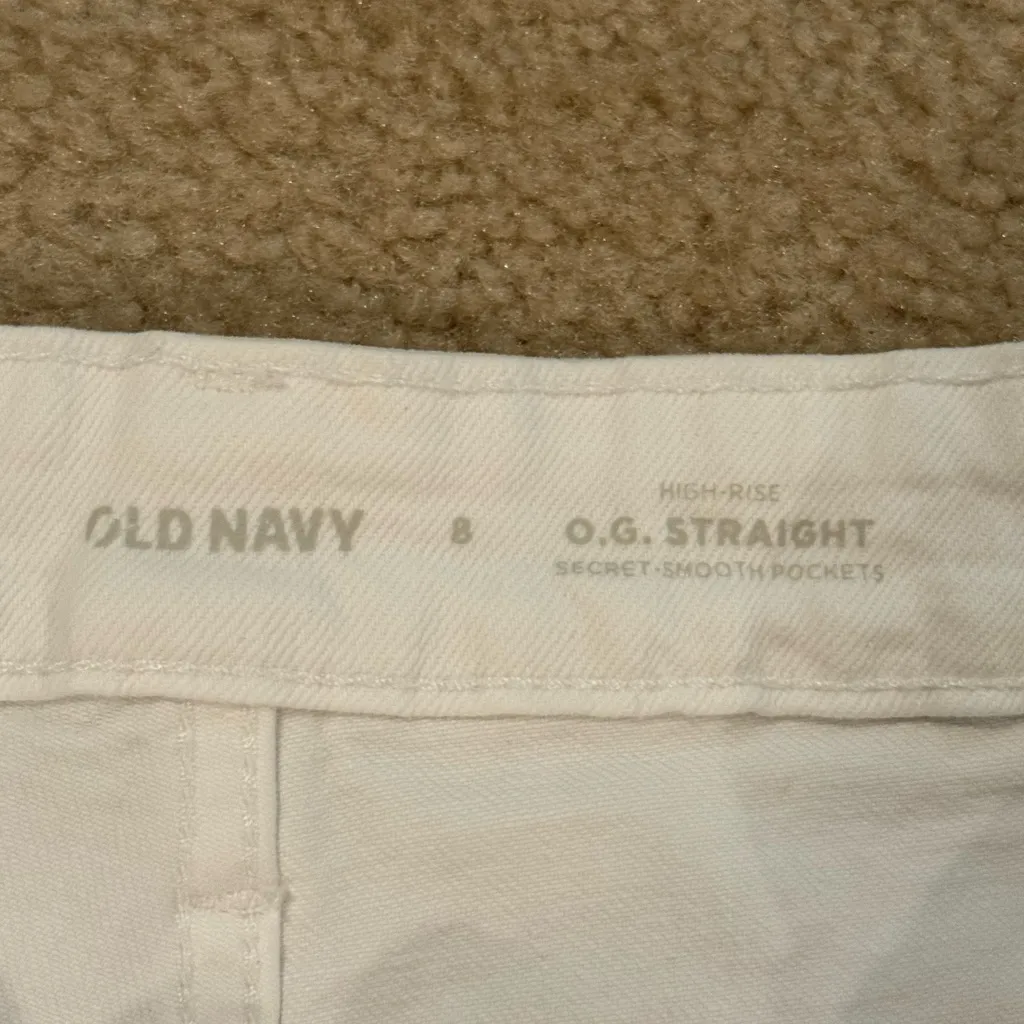 OLD NAVY
8
HIGH-RISE
O.G. STRAIGHT
SECRET-SMOOTH POCKETS